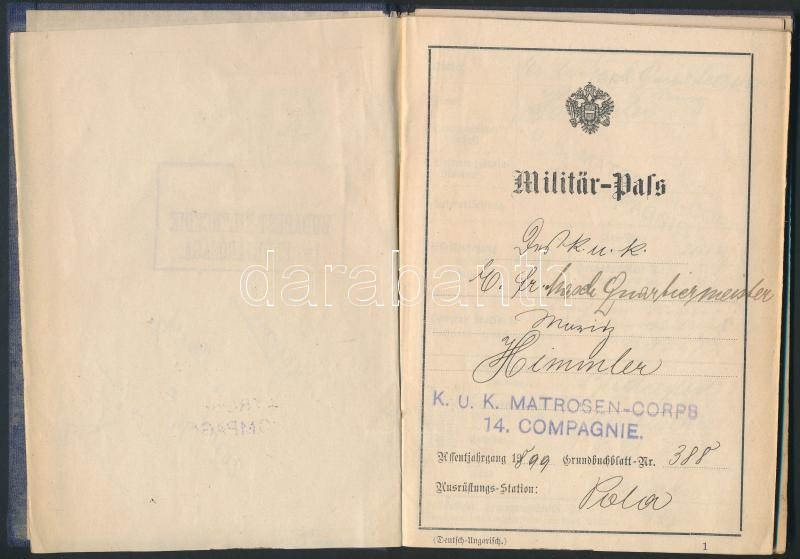 Militär-Paſs
Des k. u. k.
Quartiermeister
Moritz
Himmler
K. U. K. MATROSEN-CORPS
14. COMPAGNIE.
Aſſentjahrgang 1899 Grundbuchblatt-Nr. 388
Ausrüſtungs-Station: Pola
(Deutſch-Ungariſch.) 1
darabanth